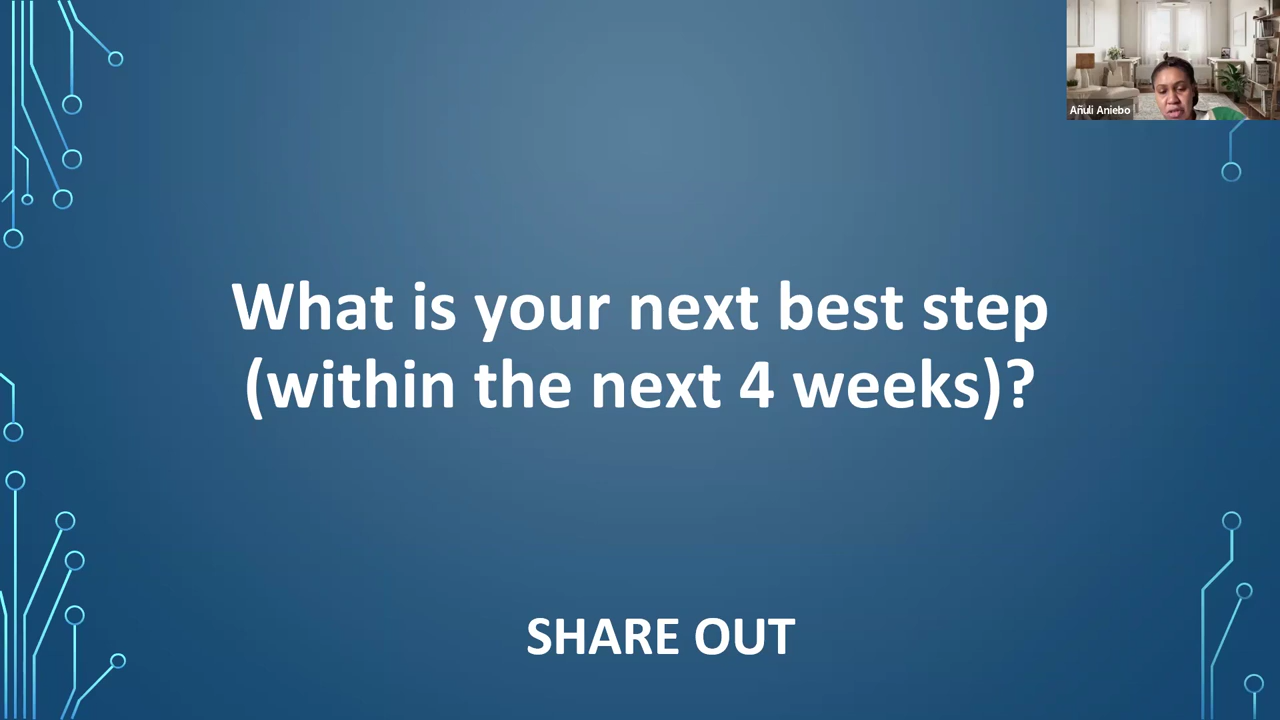 Añuli Aniebo
What is your next best step
(within the next 4 weeks)?
SHARE OUT